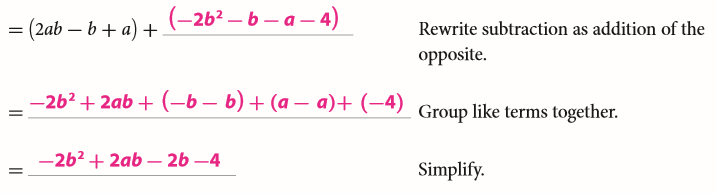 = (2ab − b + a) + (−2b² − b − a − 4) Rewrite subtraction as addition of the
opposite.
= −2b² + 2ab + (−b − b) + (a − a)+ (−4) Group like terms together.
= −2b² + 2ab − 2b −4 Simplify.